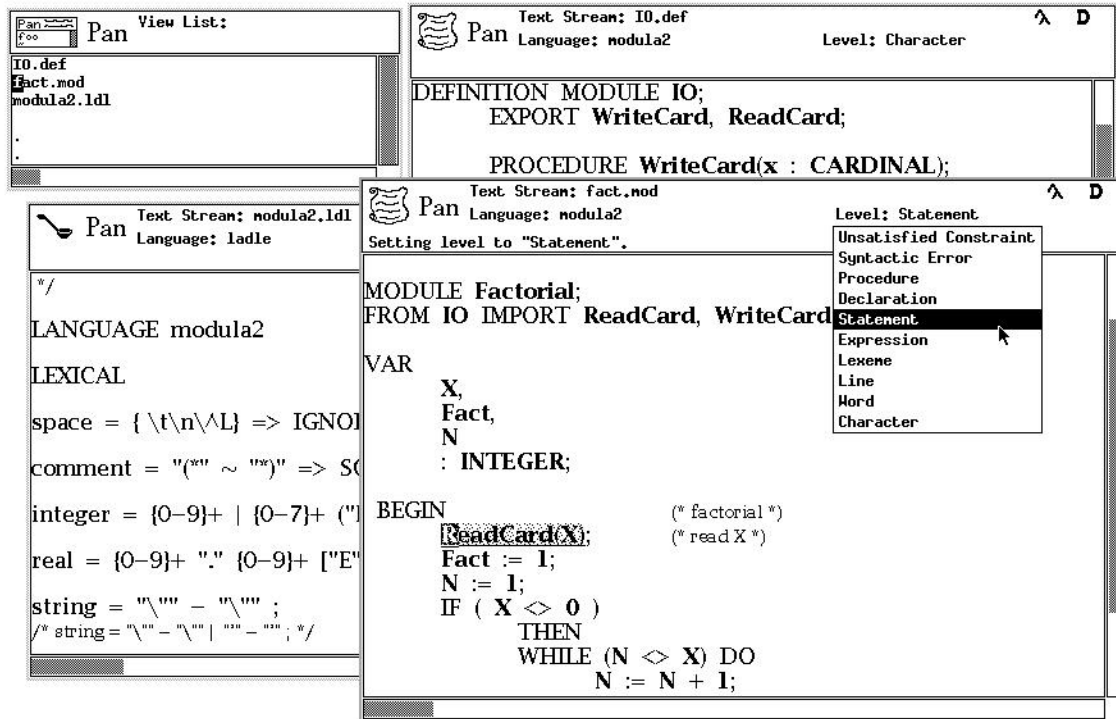 Pan
foo
Pan
View List:
IO.def
fact.mod
modula2.ldl
.
.
Pan
Text Stream: IO.def
Language: modula2
Level: Character
λ D
DEFINITION MODULE IO;
EXPORT WriteCard, ReadCard;
PROCEDURE WriteCard(x : CARDINAL);
Pan
Text Stream: modula2.ldl
Language: ladle
*/
LANGUAGE modula2
LEXICAL
space = { \t\n\^L} => IGNO
comment = "(*" ~ "*)" => S
integer = {0-9}+ | {0-7}+ ("
real = {0-9}+ "." {0-9}+ ["E"
string = "\"" - "\"" ;
/* string = "\"" - "\"" | "'" - "'" ; */
Pan
Text Stream: fact.mod
Language: modula2
Level: Statement
λ D
Setting level to "Statement".
MODULE Factorial;
FROM IO IMPORT ReadCard, WriteCard
VAR
X,
Fact,
N
: INTEGER;
BEGIN (* factorial *)
ReadCard(X); (* read X *)
Fact := 1;
N := 1;
IF ( X <> 0 )
THEN
WHILE (N <> X) DO
N := N + 1;
Unsatisfied Constraint
Syntactic Error
Procedure
Declaration
Statement
Expression
Lexeme
Line
Word
Character